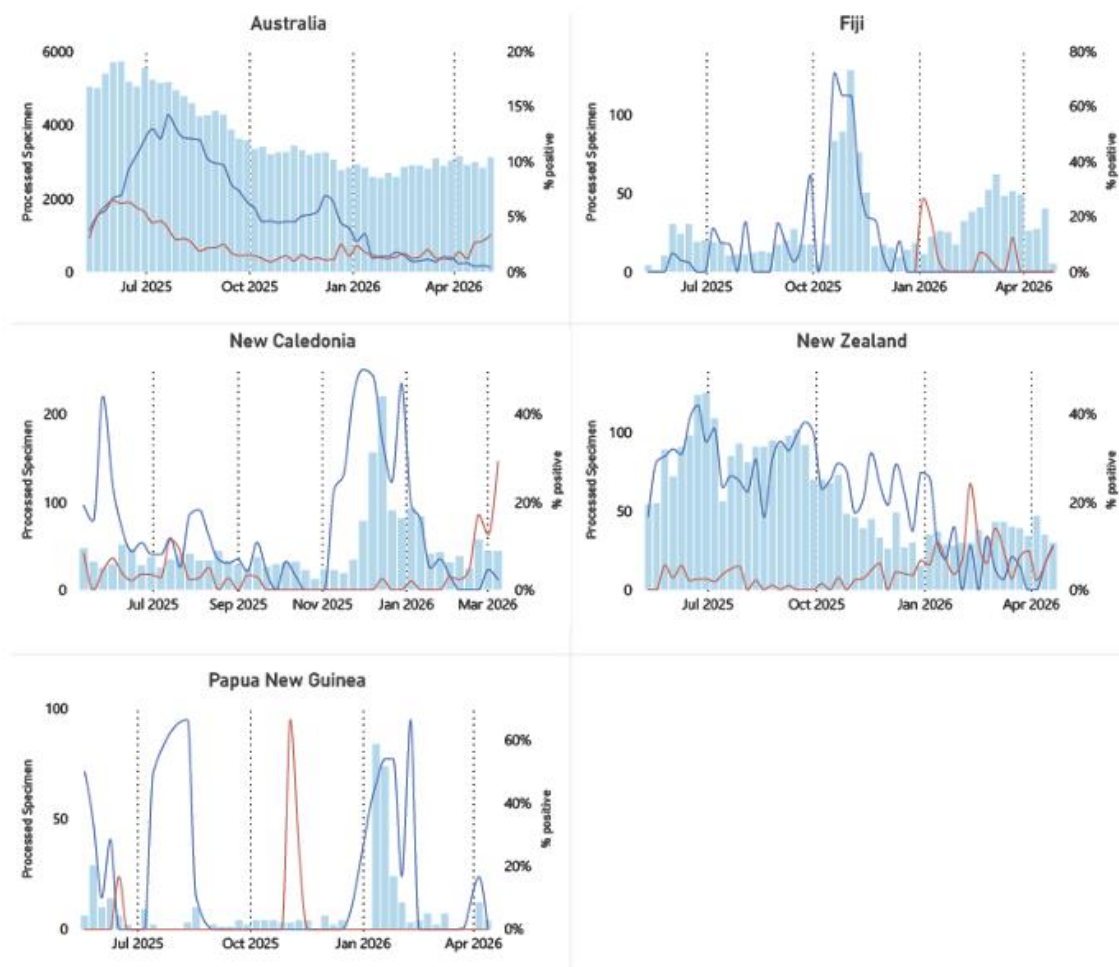 Australia
6000
4000
2000
0
Processed Specimen
20%
15%
10%
5%
0%
% positive
Jul 2025 Oct 2025 Jan 2026 Apr 2026
Fiji
100
50
0
Processed Specimen
80%
60%
40%
20%
0%
% positive
Jul 2025 Oct 2025 Jan 2026 Apr 2026
New Caledonia
200
100
0
Processed Specimen
40%
20%
0%
% positive
Jul 2025 Sep 2025 Nov 2025 Jan 2026 Mar 2026
New Zealand
100
50
0
Processed Specimen
40%
20%
0%
% positive
Jul 2025 Oct 2025 Jan 2026 Apr 2026
Papua New Guinea
100
50
0
Processed Specimen
60%
40%
20%
0%
% positive
Jul 2025 Oct 2025 Jan 2026 Apr 2026